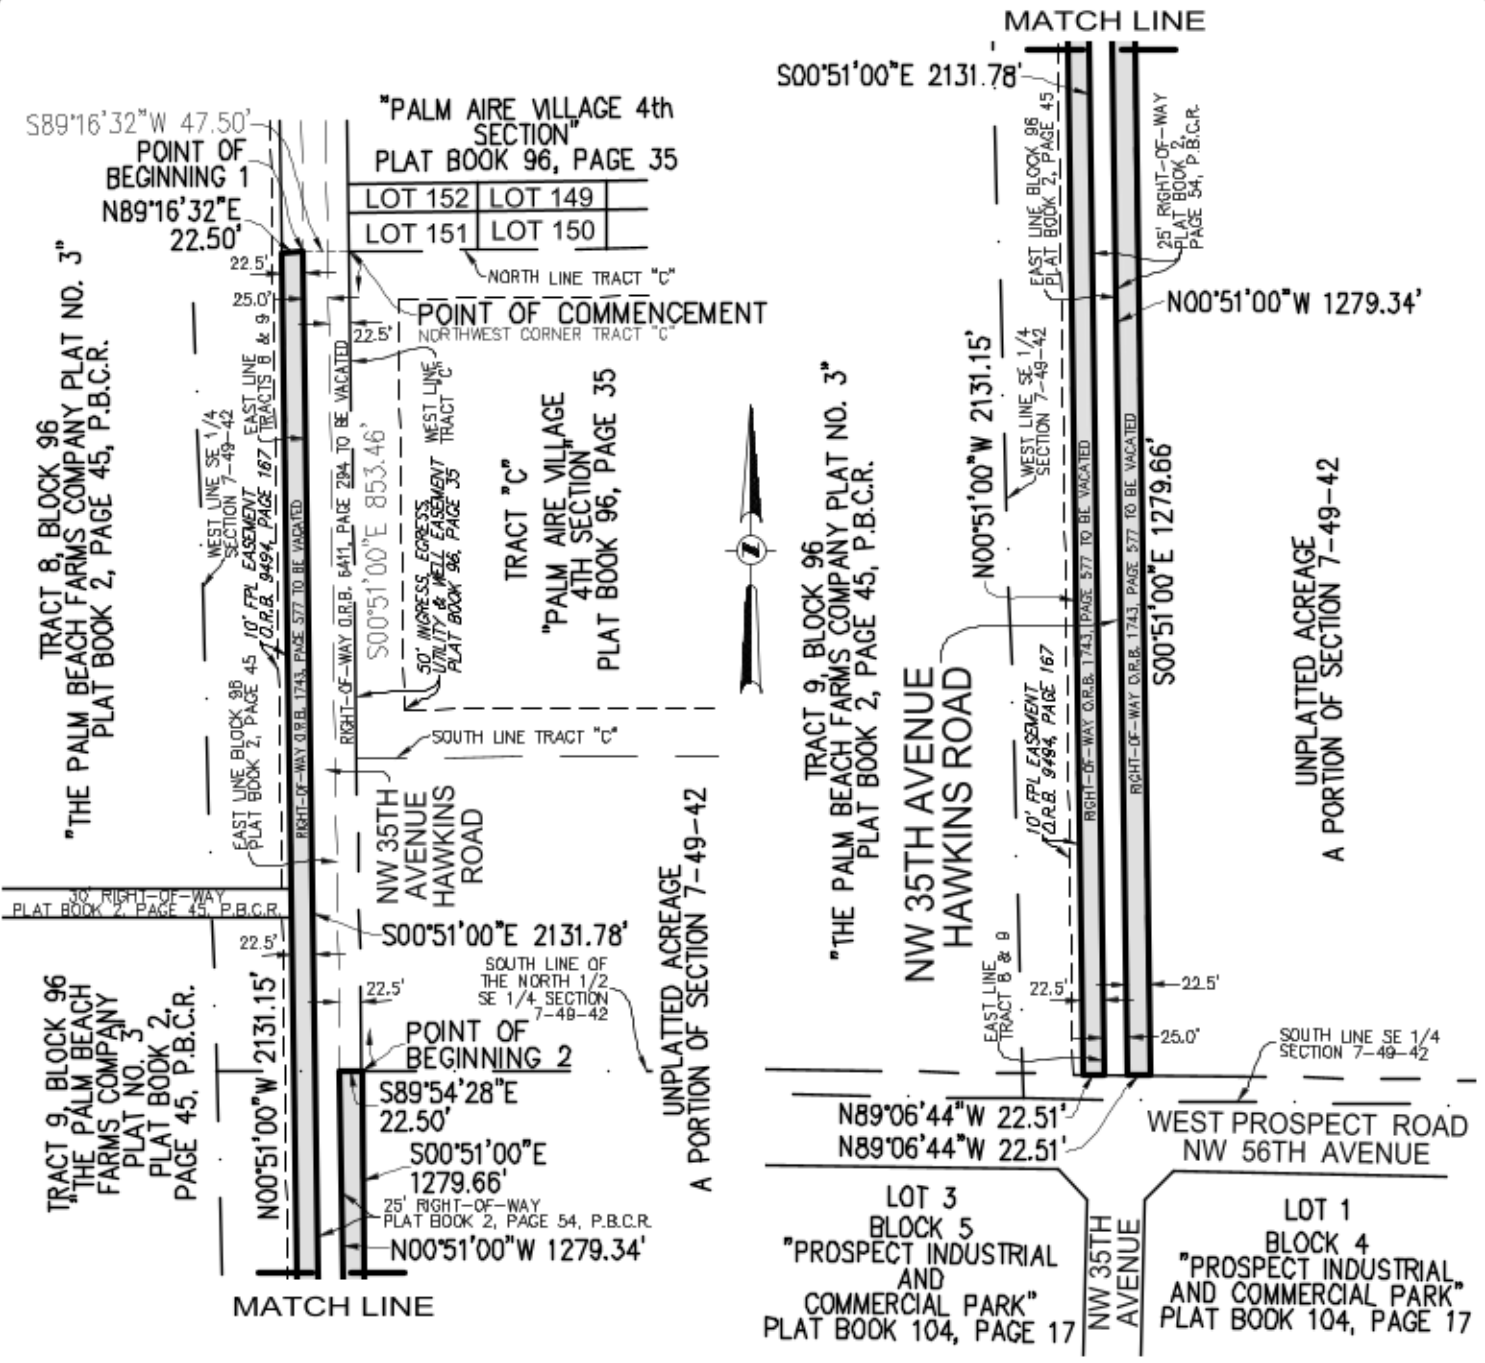 S89°16'32"W 47.50'
POINT OF
BEGINNING 1
N89°16'32"E
22.50'
"PALM AIRE VILLAGE 4th
SECTION"
PLAT BOOK 96, PAGE 35
LOT 152
LOT 149
LOT 151
LOT 150
NORTH LINE TRACT "C"
POINT OF COMMENCEMENT
NORTHWEST CORNER TRACT "C"
22.5'
25.0'
22.5'
TRACT 8, BLOCK 96
"THE PALM BEACH FARMS COMPANY PLAT NO. 3"
PLAT BOOK 2, PAGE 45, P.B.C.R.
WEST LINE SE 1/4
SECTION 7-49-42
10' FPL EASEMENT
O.R.B. 9494, PAGE 167
EAST LINE
TRACTS 8 & 9
RIGHT-OF-WAY O.R.B. 1743, PAGE 577 TO BE VACATED
RIGHT-OF-WAY O.R.B. 6411, PAGE 294 TO BE VACATED
S00°51'00"E 853.46'
WEST LINE
TRACT "C"
50' INGRESS, EGRESS,
UTILITY & WELL EASEMENT
PLAT BOOK 96, PAGE 35
TRACT "C"
"PALM AIRE VILLAGE
4TH SECTION"
PLAT BOOK 96, PAGE 35
EAST LINE BLOCK 96
PLAT BOOK 2, PAGE 45
SOUTH LINE TRACT "C"
NW 35TH
AVENUE
HAWKINS
ROAD
30' RIGHT-OF-WAY
PLAT BOOK 2, PAGE 45, P.B.C.R.
S00°51'00"E 2131.78'
22.5'
SOUTH LINE OF
THE NORTH 1/2
SE 1/4 SECTION
7-49-42
UNPLATTED ACREAGE
A PORTION OF SECTION 7-49-42
22.5'
TRACT 9, BLOCK 96
"THE PALM BEACH
FARMS COMPANY
PLAT NO. 3"
PLAT BOOK 2,
PAGE 45, P.B.C.R.
N00°51'00"W 2131.15'
POINT OF
BEGINNING 2
S89°54'28"E
22.50'
S00°51'00"E
1279.66'
25' RIGHT-OF-WAY
PLAT BOOK 2, PAGE 54, P.B.C.R.
N00°51'00"W 1279.34'
MATCH LINE
MATCH LINE
S00°51'00"E 2131.78'
EAST LINE BLOCK 96
PLAT BOOK 2, PAGE 45
25' RIGHT-OF-WAY
PLAT BOOK 2,
PAGE 54, P.B.C.R.
N00°51'00"W 1279.34'
N00°51'00"W 2131.15'
WEST LINE SE 1/4
SECTION 7-49-42
TRACT 9, BLOCK 96
"THE PALM BEACH FARMS COMPANY PLAT NO. 3"
PLAT BOOK 2, PAGE 45, P.B.C.R.
RIGHT-OF-WAY O.R.B. 1743, PAGE 577 TO BE VACATED
RIGHT-OF-WAY O.R.B. 1743, PAGE 577 TO BE VACATED
S00°51'00"E 1279.66'
UNPLATTED ACREAGE
A PORTION OF SECTION 7-49-42
NW 35TH AVENUE
HAWKINS ROAD
10' FPL EASEMENT
O.R.B. 9494, PAGE 167
EAST LINE
TRACT 8 & 9
22.5'
22.5'
25.0'
SOUTH LINE SE 1/4
SECTION 7-49-42
N89°06'44"W 22.51'
N89°06'44"W 22.51'
WEST PROSPECT ROAD
NW 56TH AVENUE
LOT 3
BLOCK 5
"PROSPECT INDUSTRIAL
AND
COMMERCIAL PARK"
PLAT BOOK 104, PAGE 17
NW 35TH
AVENUE
LOT 1
BLOCK 4
"PROSPECT INDUSTRIAL
AND COMMERCIAL PARK"
PLAT BOOK 104, PAGE 17